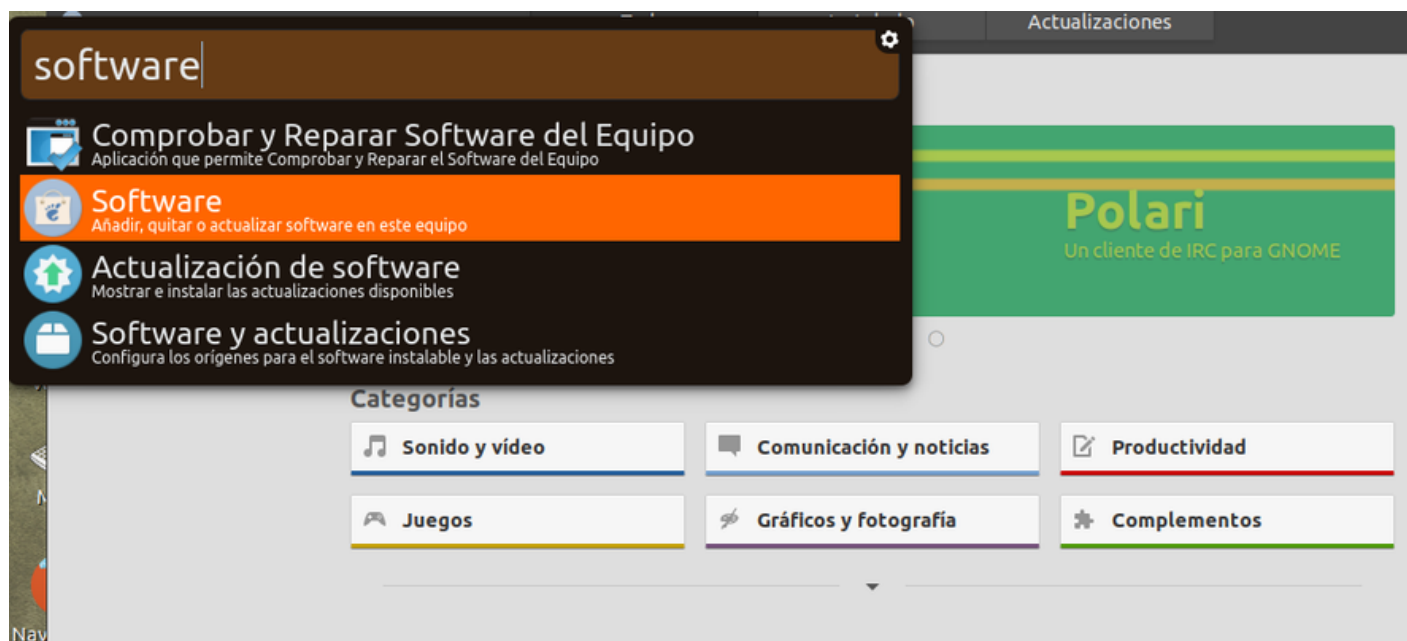 Actualizaciones
software
Comprobar y Reparar Software del Equipo
Aplicación que permite Comprobar y Reparar el Software del Equipo
Software
Añadir, quitar o actualizar software en este equipo
Actualización de software
Mostrar e instalar las actualizaciones disponibles
Software y actualizaciones
Configura los orígenes para el software instalable y las actualizaciones
Polari
Un cliente de IRC para GNOME
Categorías
Sonido y vídeo
Comunicación y noticias
Productividad
Juegos
Gráficos y fotografía
Complementos